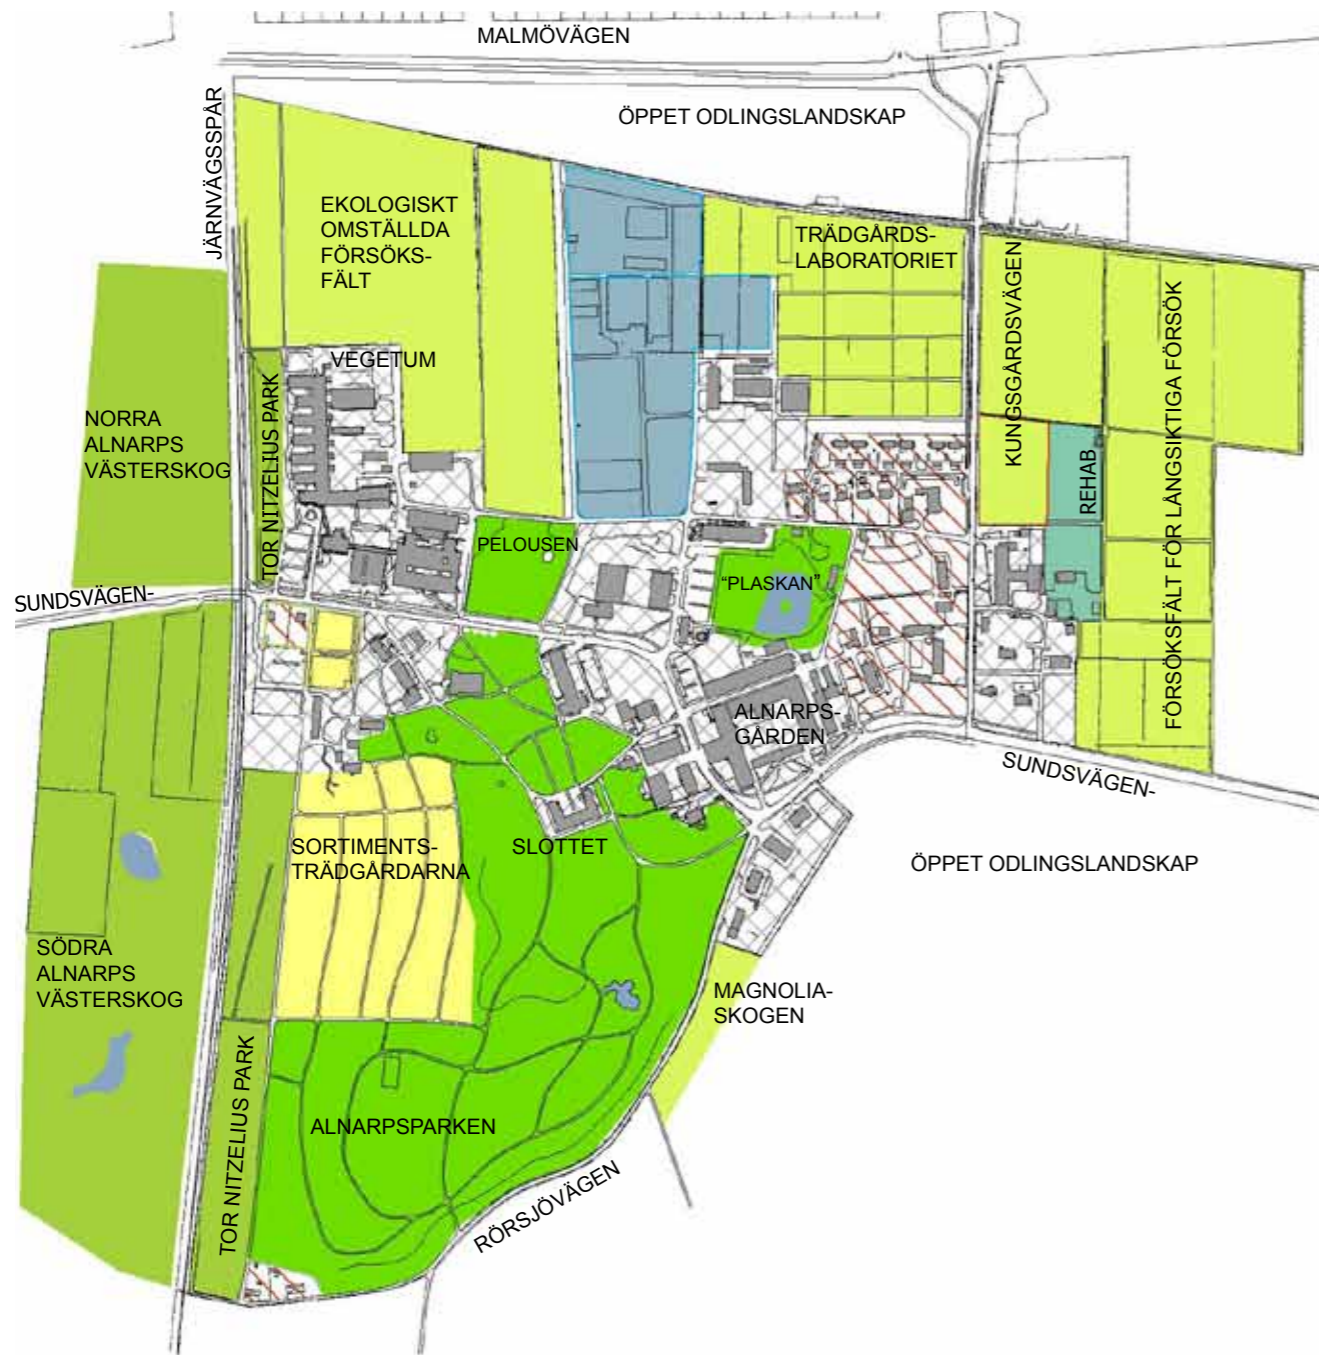 MALMÖVÄGEN
ÖPPET ODLINGSLANDSKAP
JÄRNVÄGSSPÅR
EKOLOGISKT
OMSTÄLLDA
FÖRSÖKS-
FÄLT
TRÄDGÅRDS-
LABORATORIET
KUNGSGÅRDSVÄGEN
FÖRSÖKSFÄLT FÖR LÅNGSIKTIGA FÖRSÖK
VEGETUM
NORRA
ALNARPS
VÄSTERSKOG
TOR NITZELIUS PARK
REHAB
PELOUSEN
“PLASKAN”
SUNDSVÄGEN-
ALNARPS-
GÅRDEN
SUNDSVÄGEN-
SORTIMENTS-
TRÄDGÅRDARNA
SLOTTET
ÖPPET ODLINGSLANDSKAP
SÖDRA
ALNARPS
VÄSTERSKOG
MAGNOLIA-
SKOGEN
TOR NITZELIUS PARK
ALNARPSPARKEN
RÖRSJÖVÄGEN